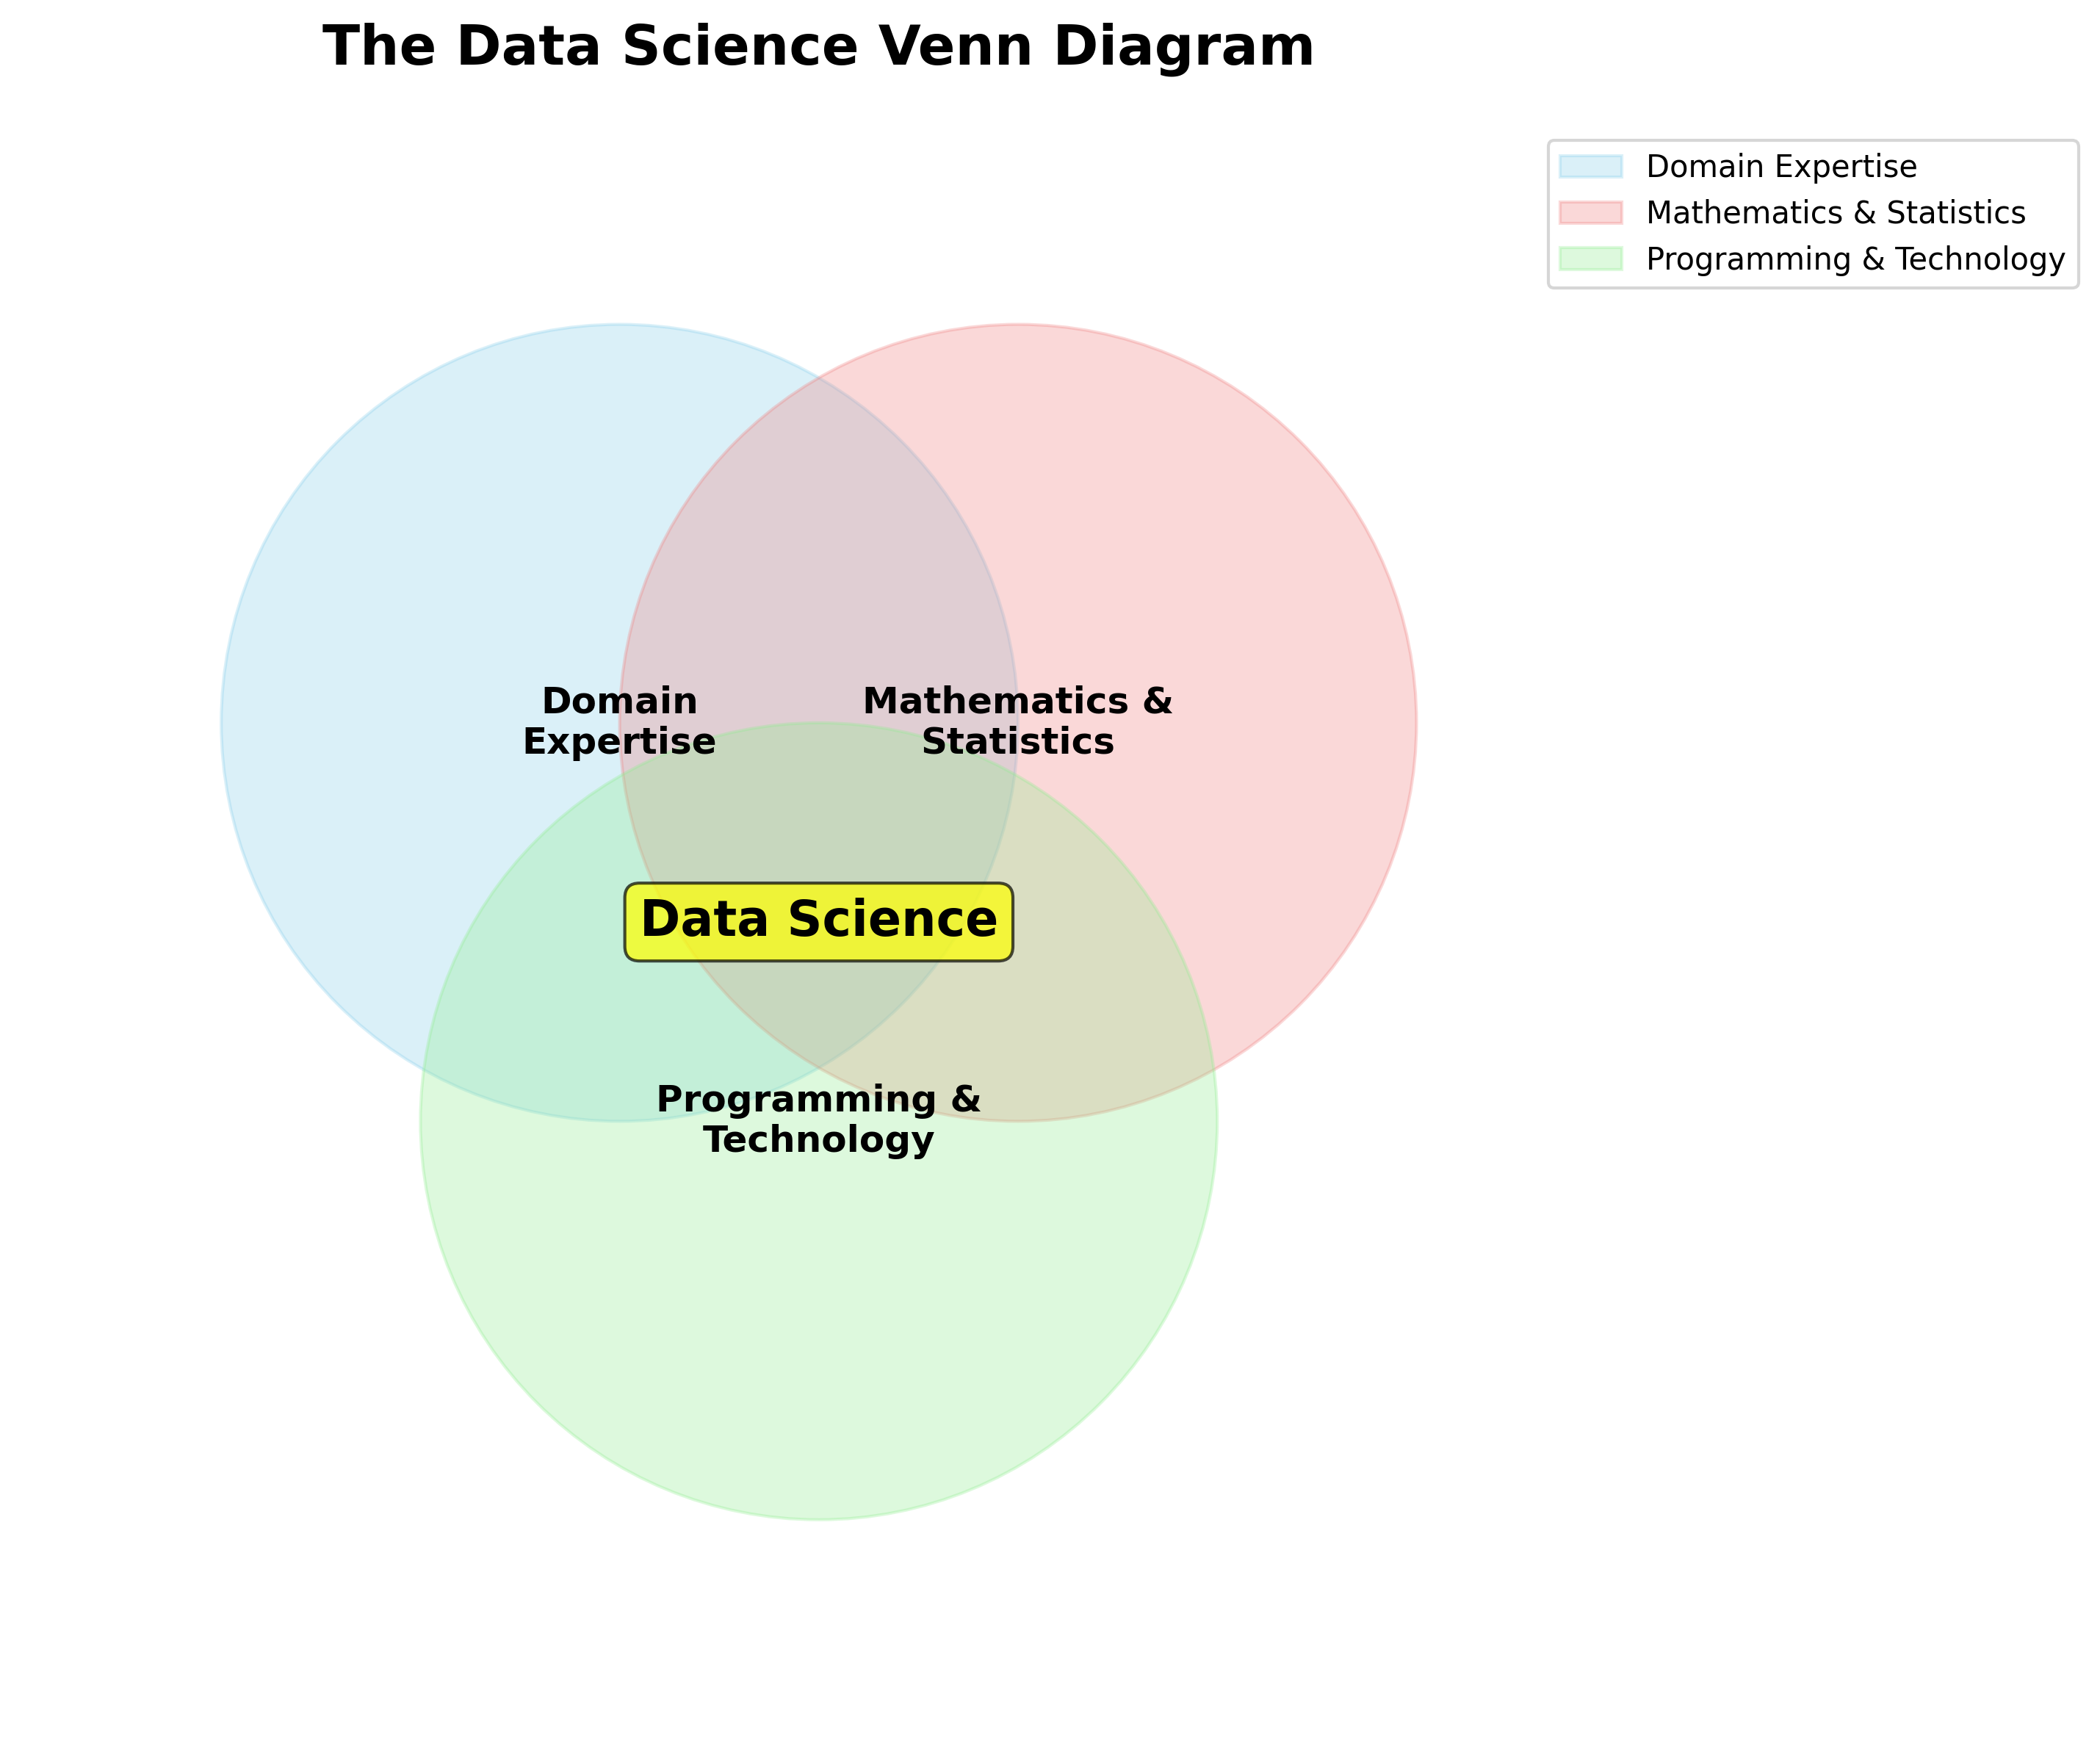 The Data Science Venn Diagram
Domain Expertise
Mathematics & Statistics
Programming & Technology
Domain
Expertise
Mathematics &
Statistics
Data Science
Programming &
Technology